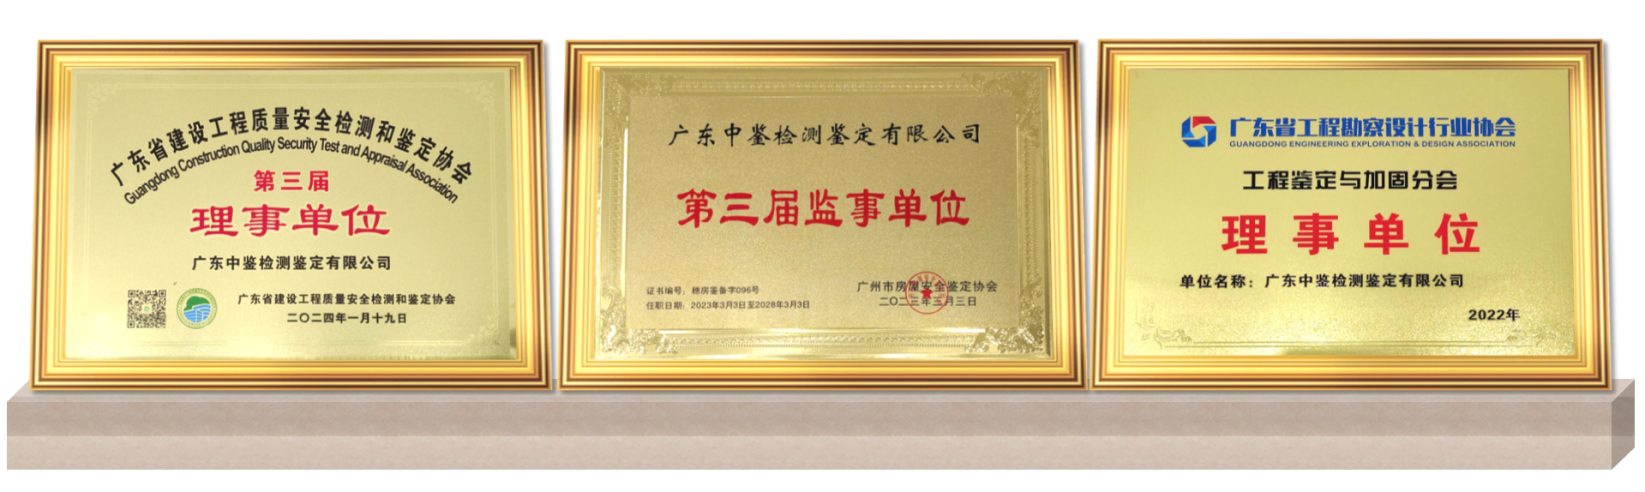 广东省建设工程质量安全检测和鉴定协会
Guangdong Construction Quality Security Test and Appraisal Association
第三届
理事单位
广东中鉴检测鉴定有限公司
广东省建设工程质量安全检测和鉴定协会
二〇二四年一月十九日
广东中鉴检测鉴定有限公司
第三届监事单位
证书编号：穗房鉴备字096号
任职日期：2023年3月3日至2028年3月3日
广州市房屋安全鉴定协会
二〇二三年三月三日
广东省工程勘察设计行业协会
GUANGDONG ENGINEERING EXPLORATION & DESIGN ASSOCIATION
工程鉴定与加固分会
理事单位
单位名称：广东中鉴检测鉴定有限公司
2022年